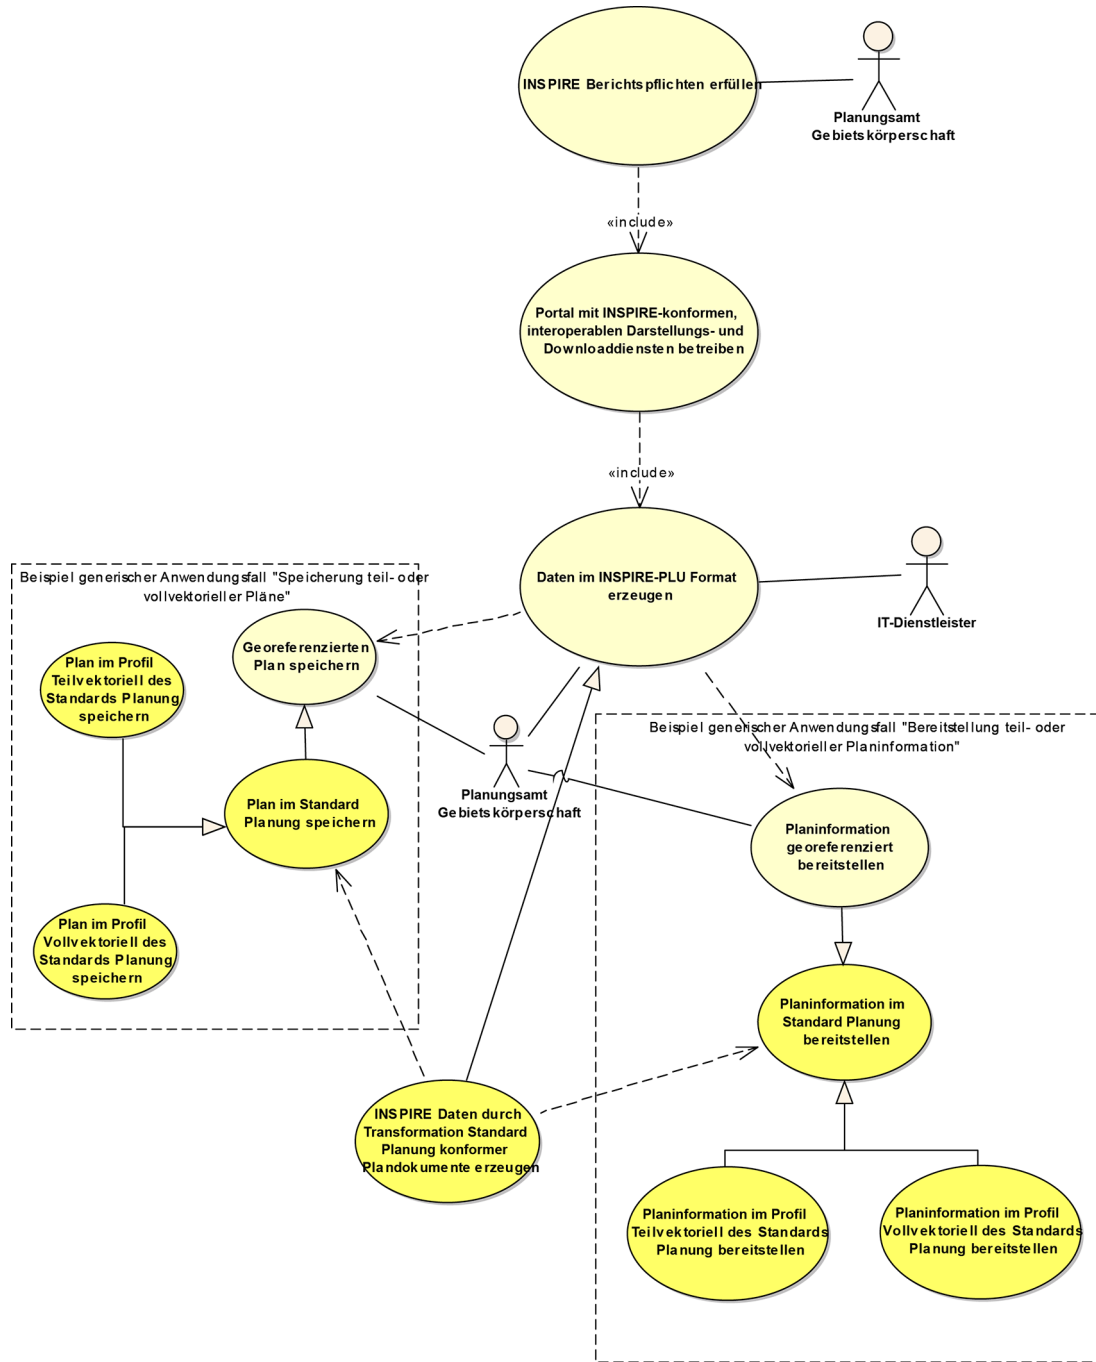 INSPIRE Berichtspflichten erfüllen
Planungsamt
Gebietskörperschaft
«include»
Portal mit INSPIRE-konformen,
interoperablen Darstellungs- und
Downloaddiensten betreiben
«include»
Daten im INSPIRE-PLU Format
erzeugen
IT-Dienstleister
Beispiel generischer Anwendungsfall "Speicherung teil- oder
vollvektorieller Pläne"
Georeferenzierten
Plan speichern
Plan im Profil
Teilvektoriell des
Standards Planung
speichern
Plan im Standard
Planung speichern
Plan im Profil
Vollvektoriell des
Standards Planung
speichern
Planungsamt
Gebietskörperschaft
Beispiel generischer Anwendungsfall "Bereitstellung teil- oder
vollvektorieller Planinformation"
Planinformation
georeferenziert
bereitstellen
Planinformation im
Standard Planung
bereitstellen
INSPIRE Daten durch
Transformation Standard
Planung konformer
Plandokumente erzeugen
Planinformation im Profil
Teilvektoriell des Standards
Planung bereitstellen
Planinformation im Profil
Vollvektoriell des Standards
Planung bereitstellen